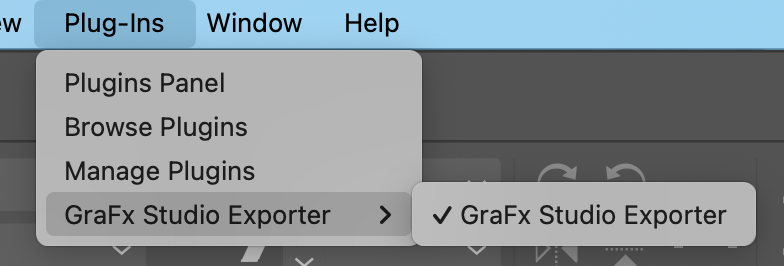 ew Plug-Ins Window Help
Plugins Panel
Browse Plugins
Manage Plugins
GraFx Studio Exporter
GraFx Studio Exporter